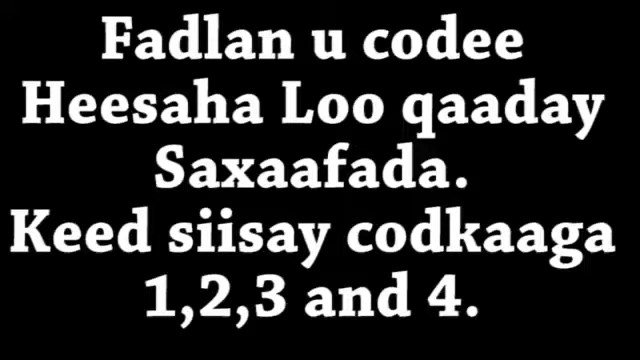 Fadlan u codee
Heesaha Loo qaaday
Saxaafada.
Keed siisay codkaaga
1,2,3 and 4.